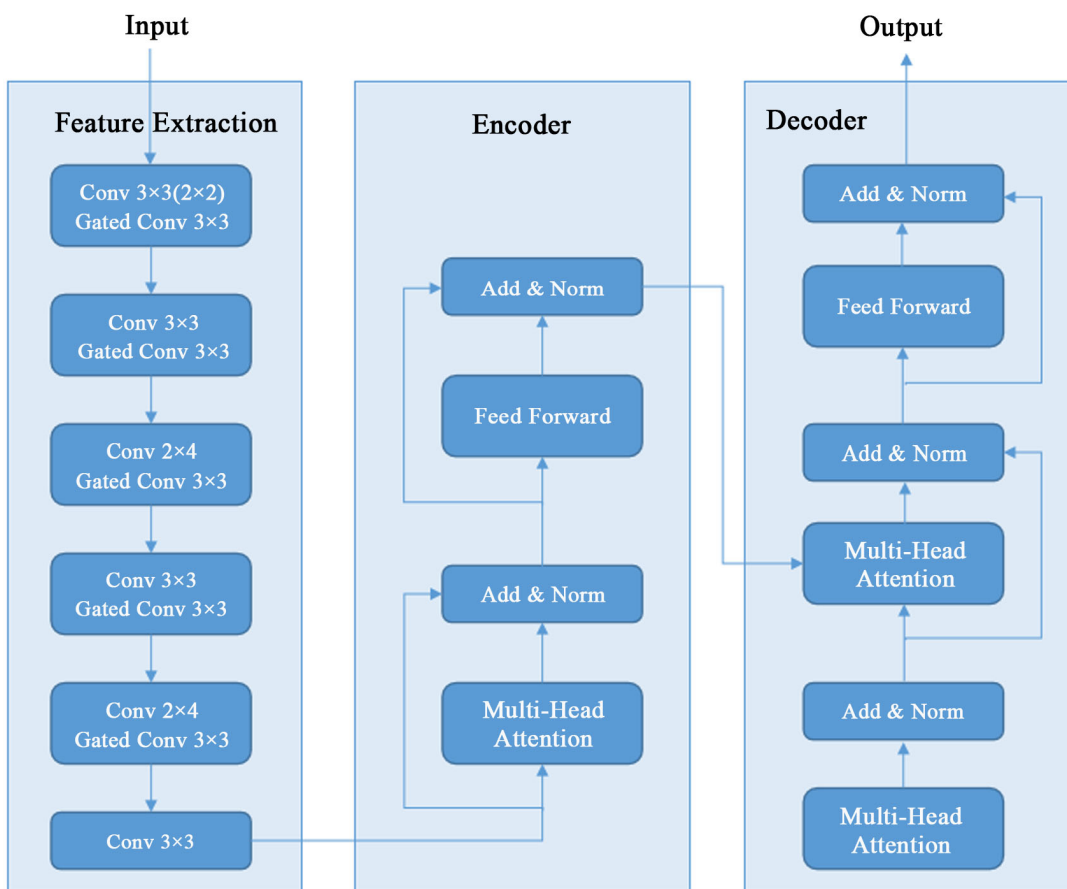 Input
Feature Extraction
Conv 3×3(2×2)
Gated Conv 3×3
Conv 3×3
Gated Conv 3×3
Conv 2×4
Gated Conv 3×3
Conv 3×3
Gated Conv 3×3
Conv 2×4
Gated Conv 3×3
Conv 3×3
Encoder
Add & Norm
Feed Forward
Add & Norm
Multi-Head
Attention
Output
Decoder
Add & Norm
Feed Forward
Add & Norm
Multi-Head
Attention
Add & Norm
Multi-Head
Attention